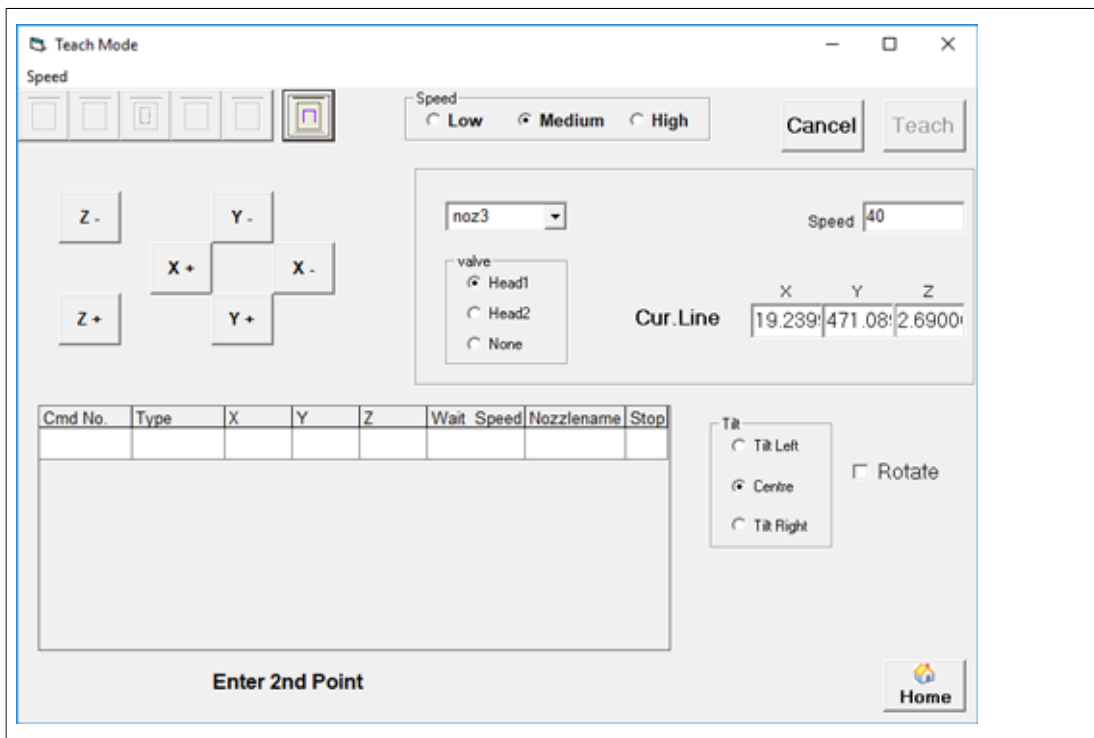 Teach Mode
Speed
Speed
Low Medium High
Cancel
Teach
Z -
Y -
X +
X -
Z +
Y +
noz3
Speed 40
valve
Head1
Head2
None
X Y Z
Cur.Line 19.239 471.08 2.6900
Cmd No. Type X Y Z Wait Speed Nozzlename Stop
Tilt
Tilt Left
Centre
Tilt Right
Rotate
Enter 2nd Point
Home